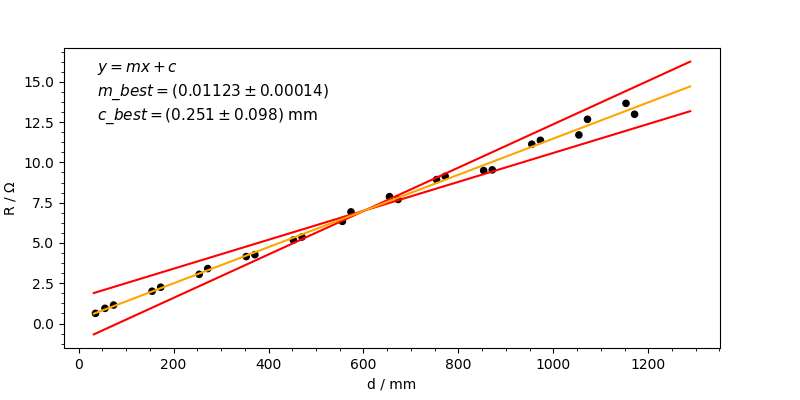 y = mx + c
m_best = (0.01123 ± 0.00014)
c_best = (0.251 ± 0.098) mm
15.0
12.5
10.0
7.5
5.0
2.5
0.0
R / Ω
0 200 400 600 800 1000 1200
d / mm